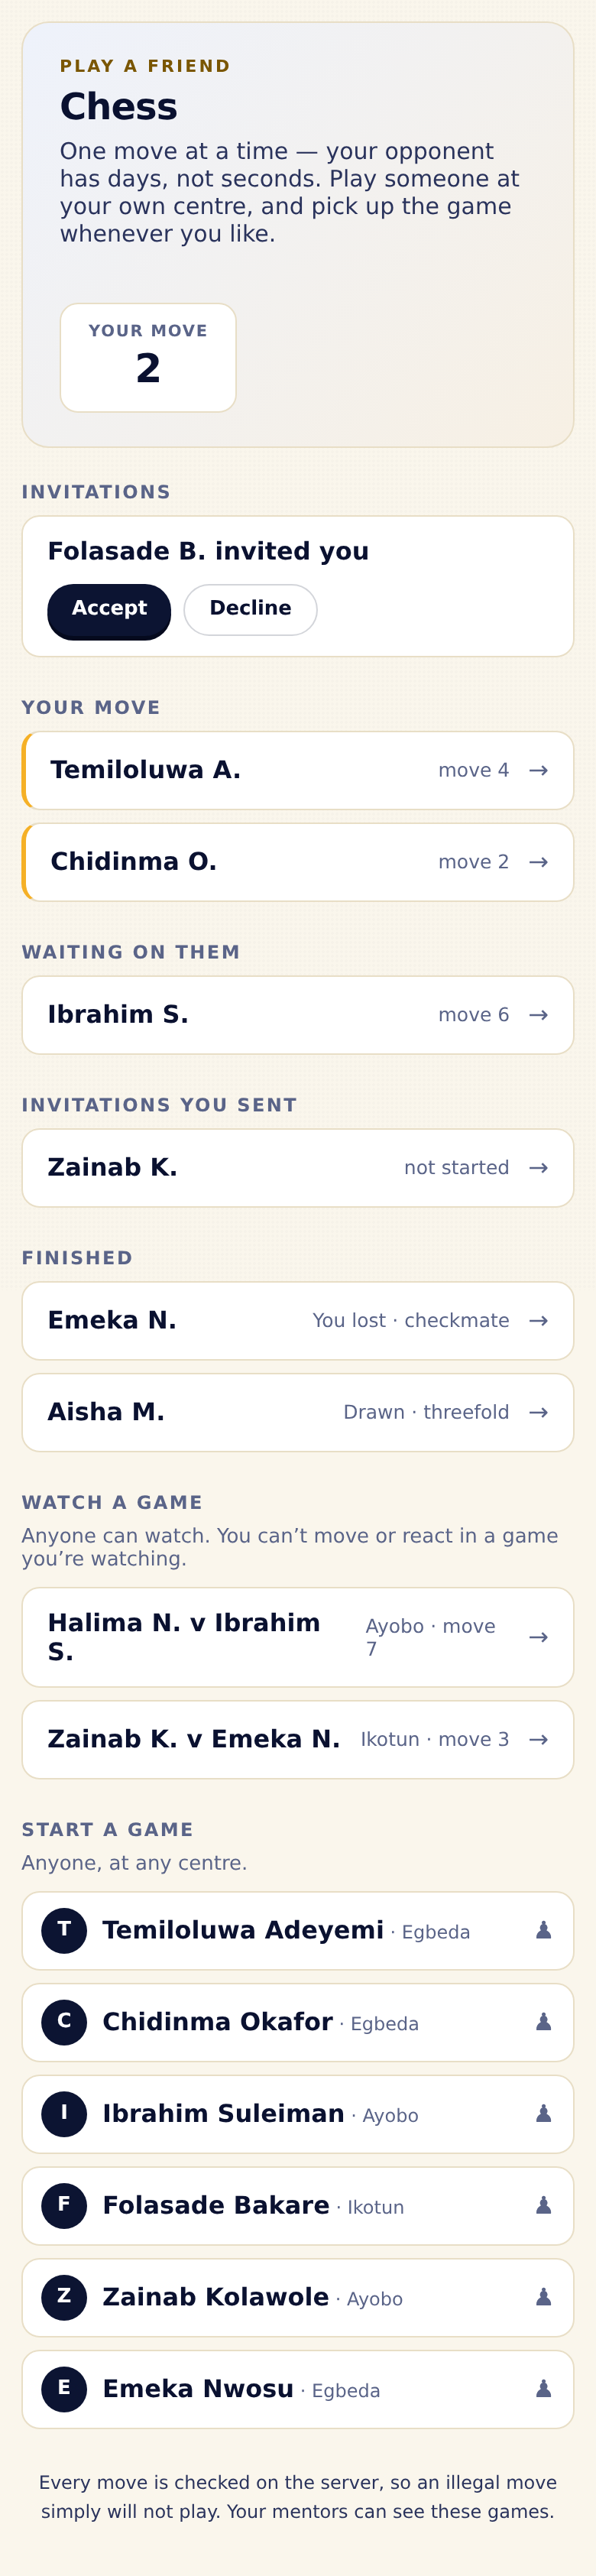 PLAY A FRIEND
Chess
One move at a time — your opponent
has days, not seconds. Play someone at
your own centre, and pick up the game
whenever you like.
YOUR MOVE
2
INVITATIONS
Folasade B. invited you
Accept Decline
YOUR MOVE
Temiloluwa A. move 4 →
Chidinma O. move 2 →
WAITING ON THEM
Ibrahim S. move 6 →
INVITATIONS YOU SENT
Zainab K. not started →
FINISHED
Emeka N. You lost · checkmate →
Aisha M. Drawn · threefold →
WATCH A GAME
Anyone can watch. You can’t move or react in a game
you’re watching.
Halima N. v Ibrahim
S.
Ayobo · move
7
→
Zainab K. v Emeka N. Ikotun · move 3 →
START A GAME
Anyone, at any centre.
T Temiloluwa Adeyemi · Egbeda ♟
C Chidinma Okafor · Egbeda ♟
I Ibrahim Suleiman · Ayobo ♟
F Folasade Bakare · Ikotun ♟
Z Zainab Kolawole · Ayobo ♟
E Emeka Nwosu · Egbeda ♟
Every move is checked on the server, so an illegal move
simply will not play. Your mentors can see these games.